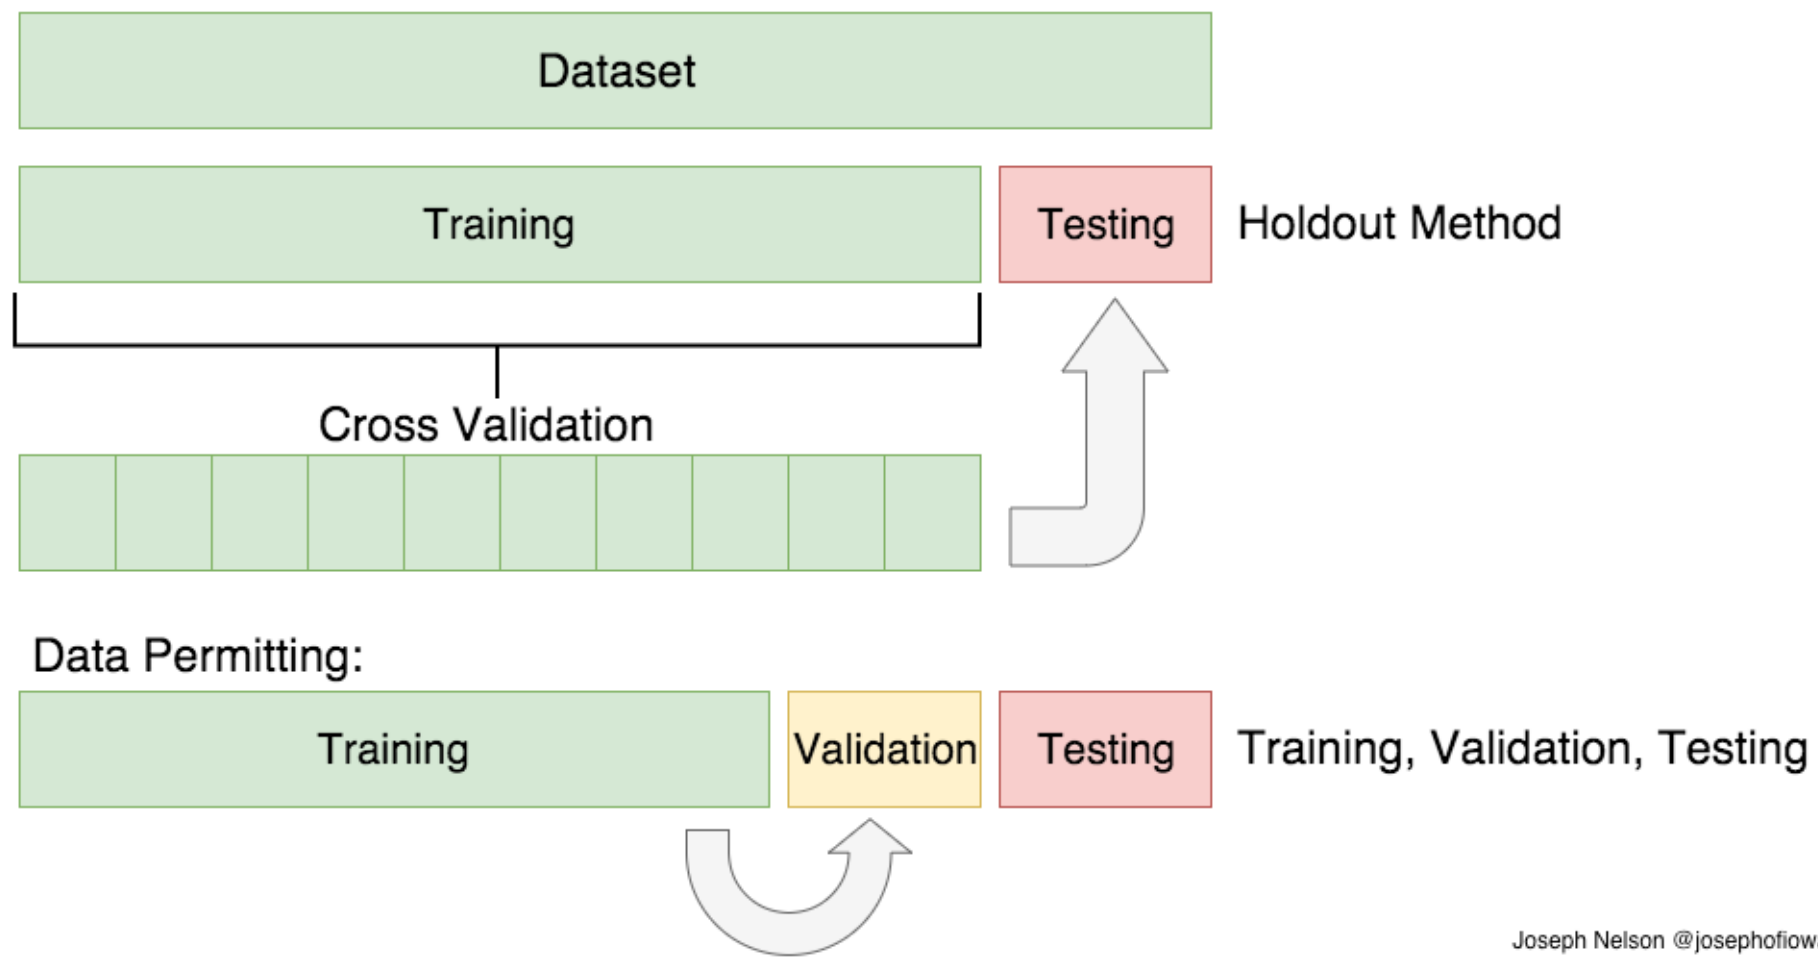 Dataset
Training
Testing
Holdout Method
Cross Validation
Data Permitting:
Training
Validation
Testing
Training, Validation, Testing
Joseph Nelson